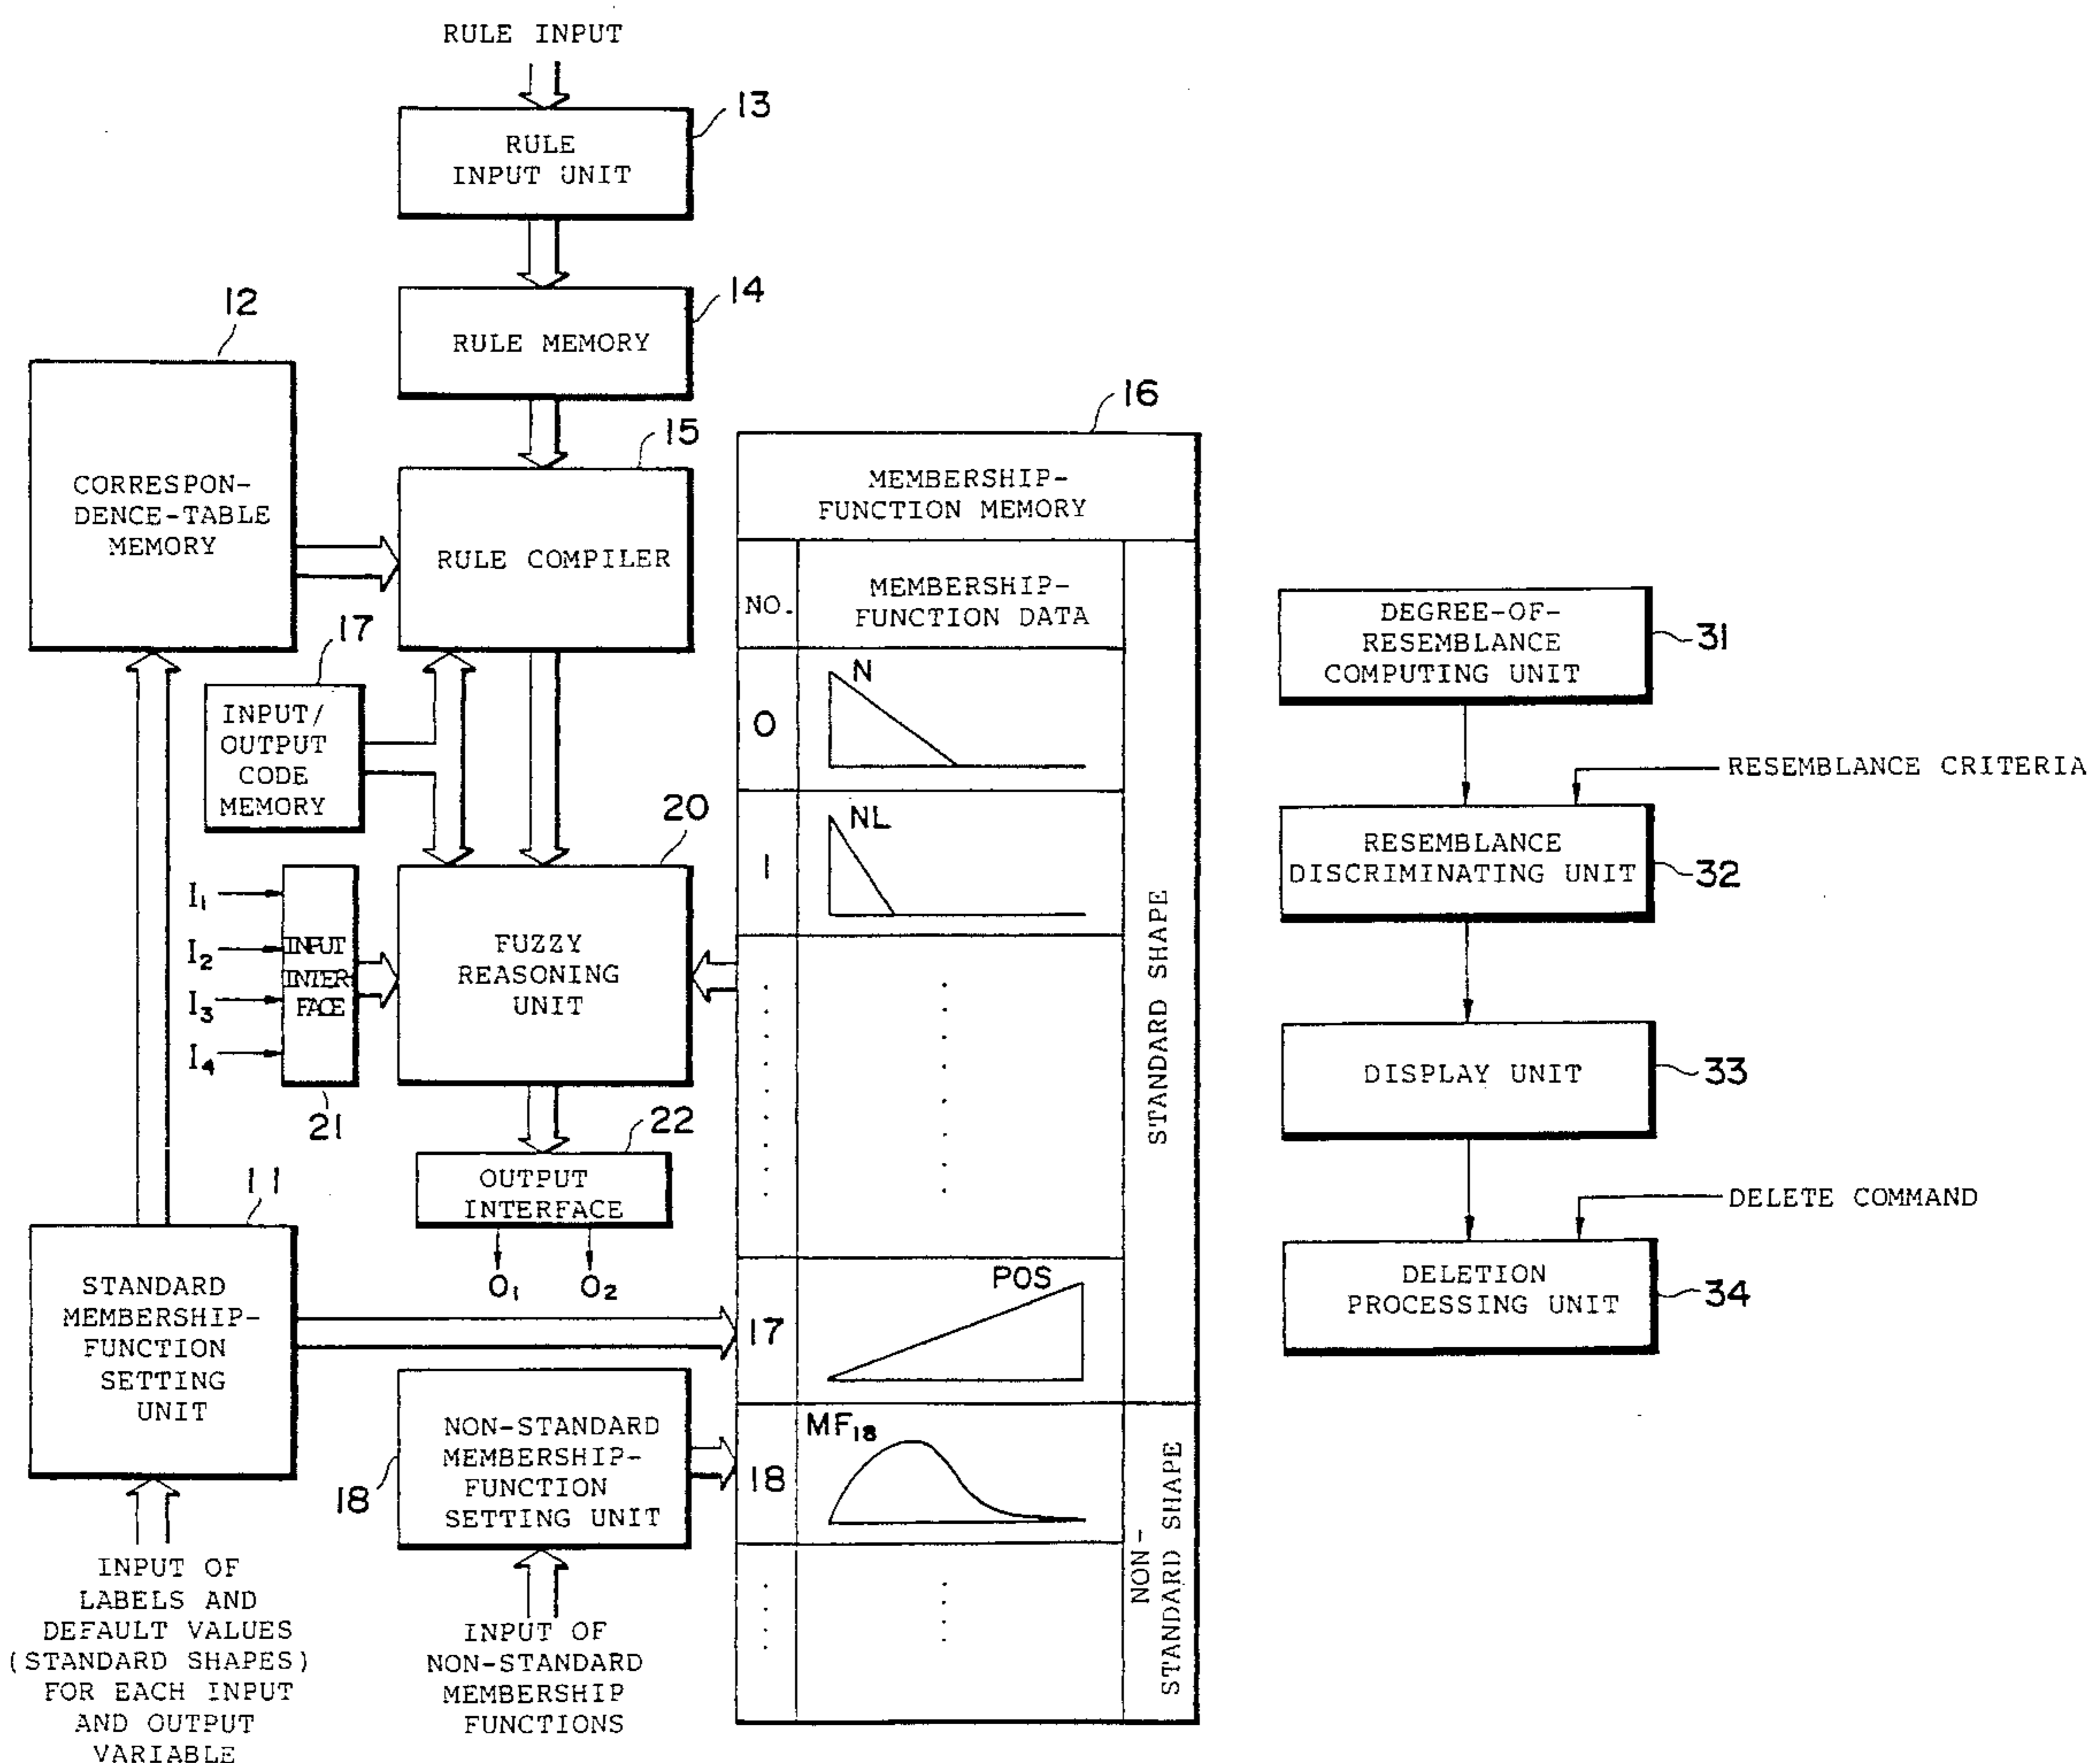 RULE INPUT
13
RULE
INPUT UNIT
14
RULE MEMORY
12
CORRESPON-
DENCE-TABLE
MEMORY
15
RULE COMPILER
17
INPUT/
OUTPUT
CODE
MEMORY
20
FUZZY
REASONING
UNIT
I1
I2
I3
I4
INPUT
INTER-
FACE
21
22
OUTPUT
INTERFACE
O1
O2
11
STANDARD
MEMBERSHIP-
FUNCTION
SETTING
UNIT
INPUT OF
LABELS AND
DEFAULT VALUES
(STANDARD SHAPES)
FOR EACH INPUT
AND OUTPUT
VARIABLE
18
NON-STANDARD
MEMBERSHIP-
FUNCTION
SETTING UNIT
INPUT OF
NON-STANDARD
MEMBERSHIP
FUNCTIONS
16
MEMBERSHIP-
FUNCTION MEMORY
NO.
MEMBERSHIP-
FUNCTION DATA
0
N
1
NL
17
POS
18
MF18
STANDARD SHAPE
NON-
STANDARD SHAPE
DEGREE-OF-
RESEMBLANCE
COMPUTING UNIT
31
RESEMBLANCE CRITERIA
RESEMBLANCE
DISCRIMINATING UNIT
32
DISPLAY UNIT
33
DELETE COMMAND
DELETION
PROCESSING UNIT
34